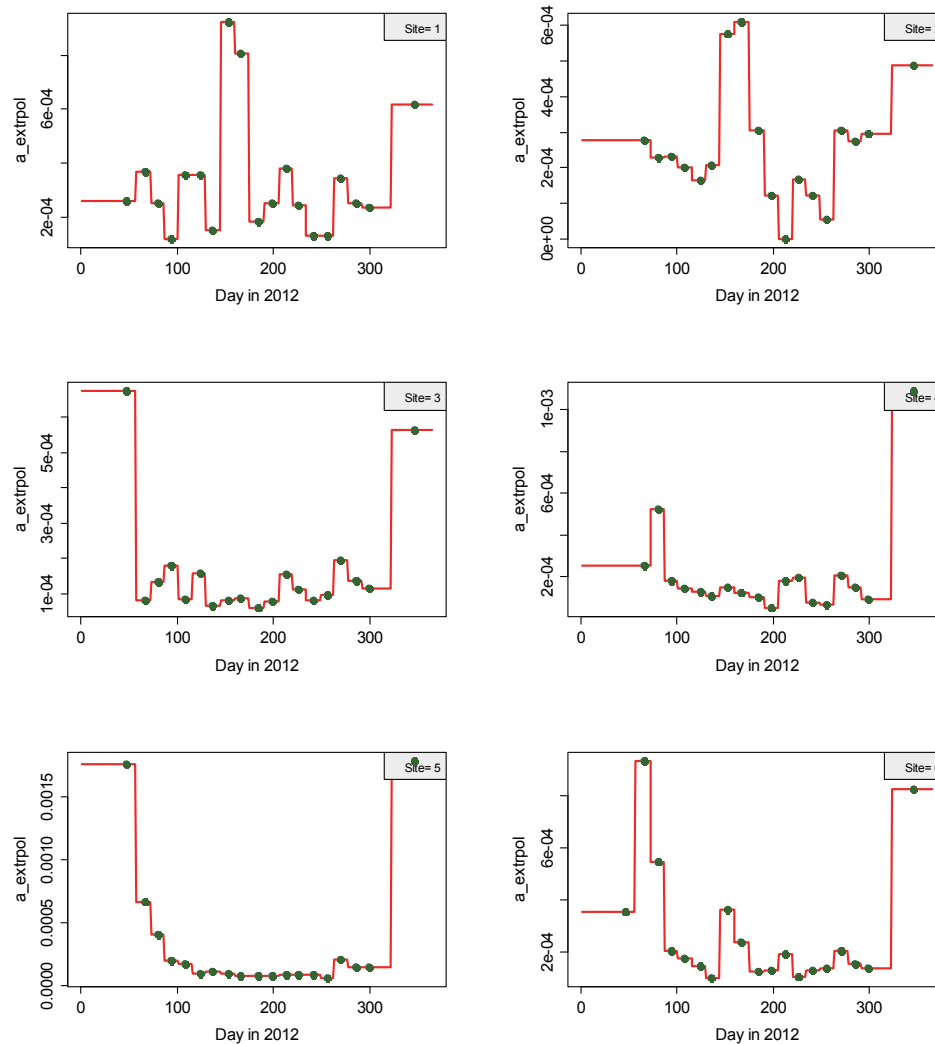 Site= 1
a_extrpol
2e-04 6e-04
0 100 200 300
Day in 2012
Site=
a_extrpol
0e+00 2e-04 4e-04 6e-04
0 100 200 300
Day in 2012
Site= 3
a_extrpol
1e-04 3e-04 5e-04
0 100 200 300
Day in 2012
Site=
a_extrpol
2e-04 6e-04 1e-03
0 100 200 300
Day in 2012
Site= 5
a_extrpol
0.0000 0.0005 0.0010 0.0015
0 100 200 300
Day in 2012
Site=
a_extrpol
2e-04 6e-04
0 100 200 300
Day in 2012